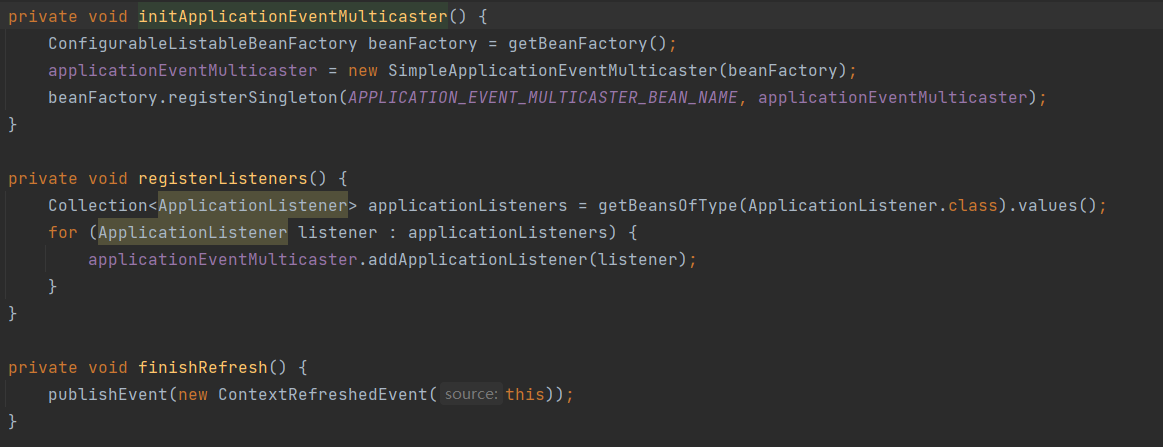 private void initApplicationEventMulticaster() {
    ConfigurableListableBeanFactory beanFactory = getBeanFactory();
    applicationEventMulticaster = new SimpleApplicationEventMulticaster(beanFactory);
    beanFactory.registerSingleton(APPLICATION_EVENT_MULTICASTER_BEAN_NAME, applicationEventMulticaster);
}
private void registerListeners() {
    Collection<ApplicationListener> applicationListeners = getBeansOfType(ApplicationListener.class).values();
    for (ApplicationListener listener : applicationListeners) {
        applicationEventMulticaster.addApplicationListener(listener);
    }
}
private void finishRefresh() {
    publishEvent(new ContextRefreshedEvent( source: this));
}